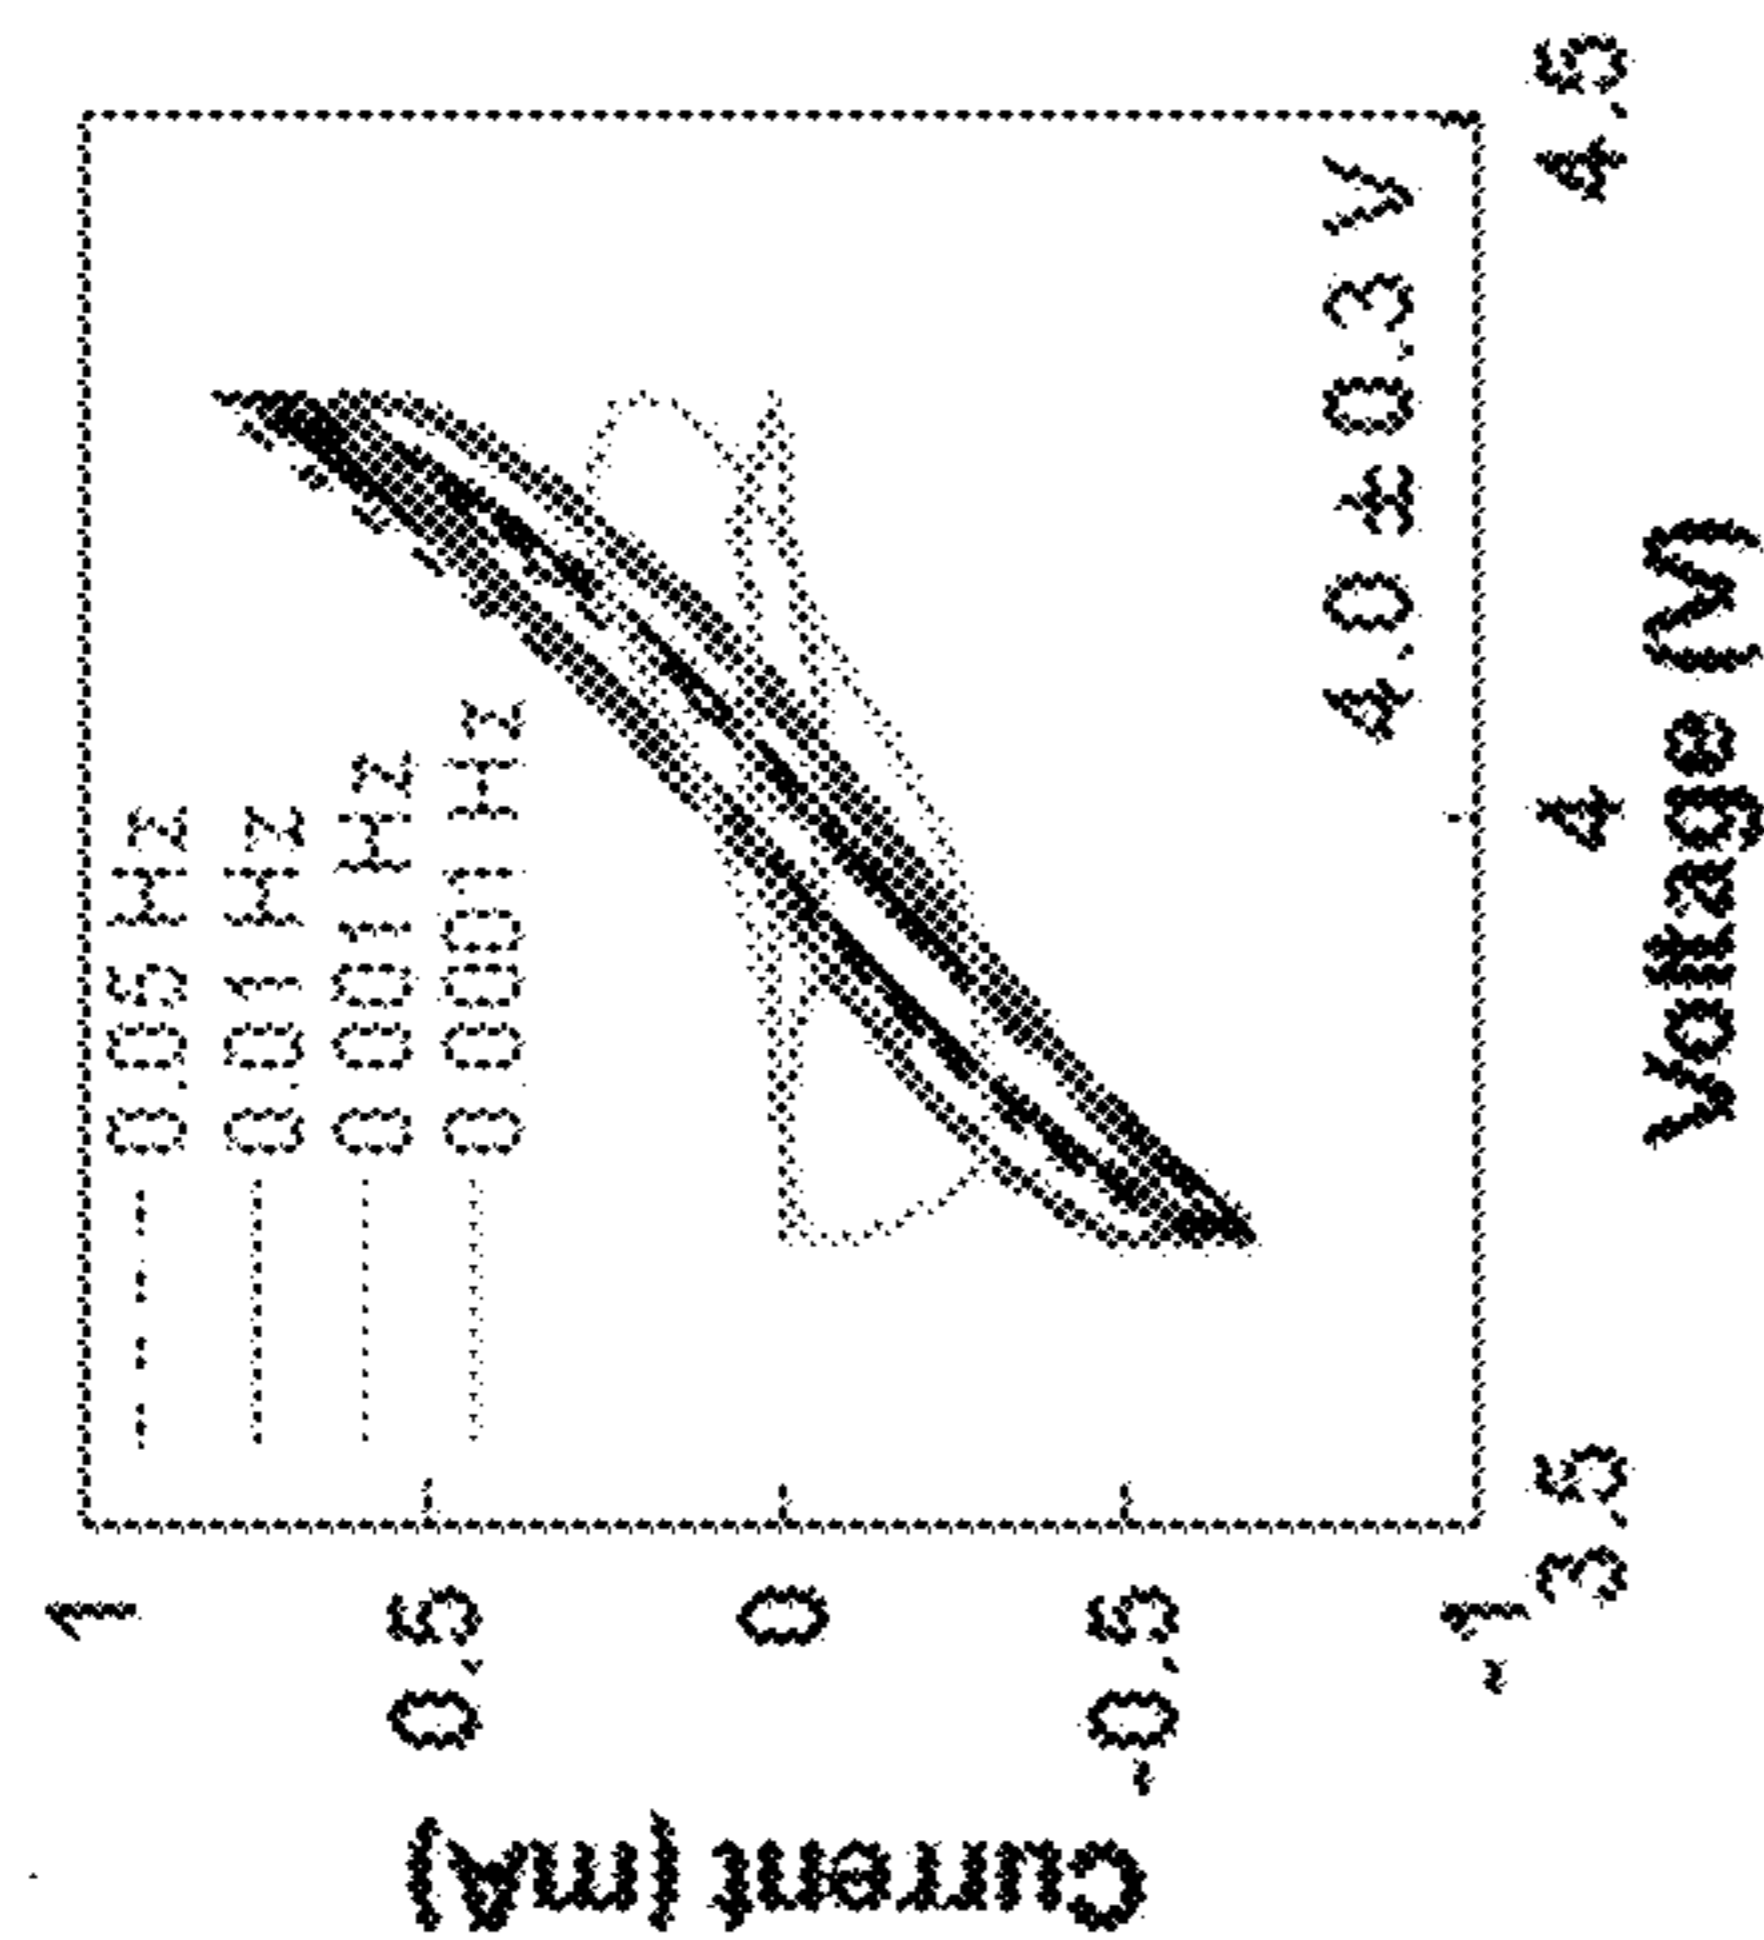 Current (mA)
1
0.5
0
-0.5
-1
0.05 Hz
0.01 Hz
0.001 Hz
0.0001 Hz
4.0 ± 0.3 V
3.5 4 4.5
Voltage (V)